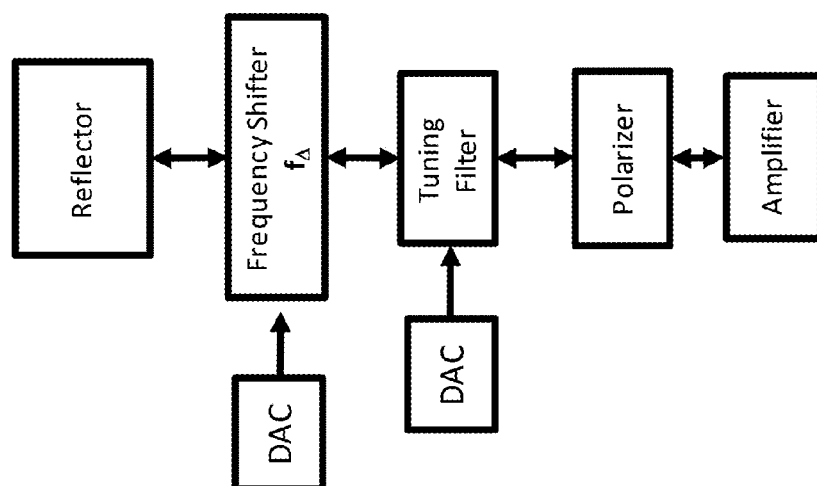 Reflector
Frequency Shifter
f∆
Tuning
Filter
Polarizer
Amplifier
DAC
DAC